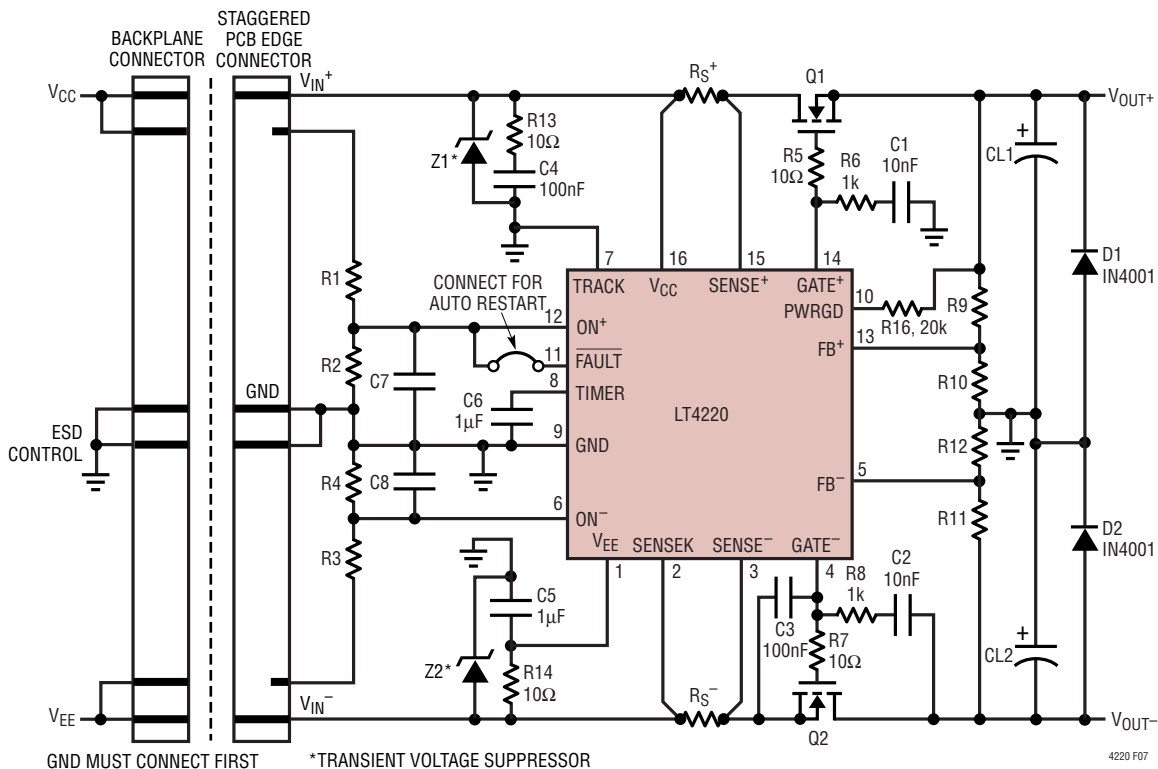 BACKPLANE
CONNECTOR
STAGGERED
PCB EDGE
CONNECTOR
VCC
VIN+
RS+
Q1
VOUT+
Z1*
R13
10Ω
C4
100nF
R5
10Ω
R6
1k
C1
10nF
CL1
+
7
16
15
14
D1
IN4001
R1
CONNECT FOR
AUTO RESTART
TRACK
VCC
SENSE+
GATE+
PWRGD
10
R16, 20k
R9
12
ON+
13
FB+
11
FAULT
R2
C7
8
TIMER
R10
GND
C6
1µF
LT4220
9
GND
R12
ESD
CONTROL
R4
C8
5
FB−
6
ON−
R11
D2
IN4001
R3
VEE
SENSEK
SENSE−
GATE−
1
2
3
4
C5
1µF
R8
1k
C2
10nF
C3
100nF
R7
10Ω
Z2*
R14
10Ω
CL2
+
VIN−
RS−
VEE
VOUT−
Q2
GND MUST CONNECT FIRST
*TRANSIENT VOLTAGE SUPPRESSOR
4220 F07